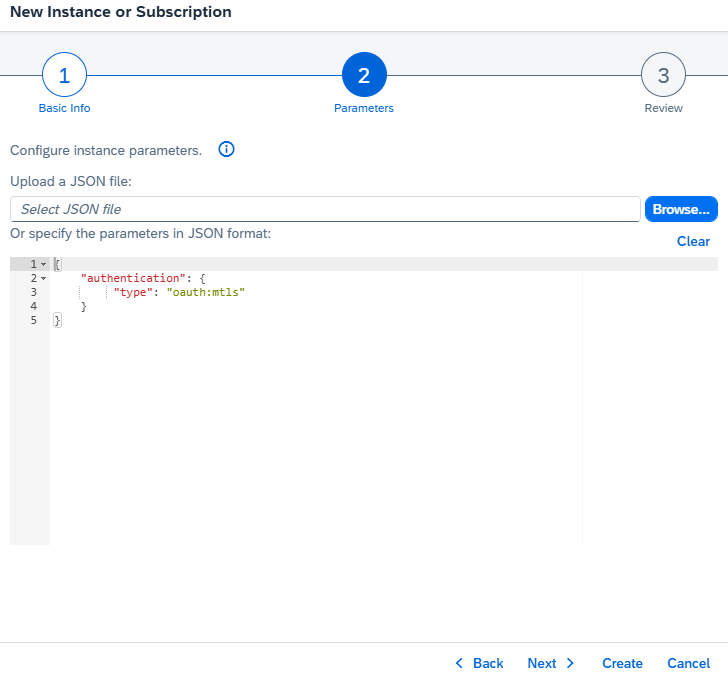 New Instance or Subscription
1 2 3
Basic Info Parameters Review
Configure instance parameters.
Upload a JSON file:
Select JSON file Browse...
Or specify the parameters in JSON format:
Clear
1 {
2 "authentication": {
3 "type": "oauth:mtls"
4 }
5 }
Back Next Create Cancel